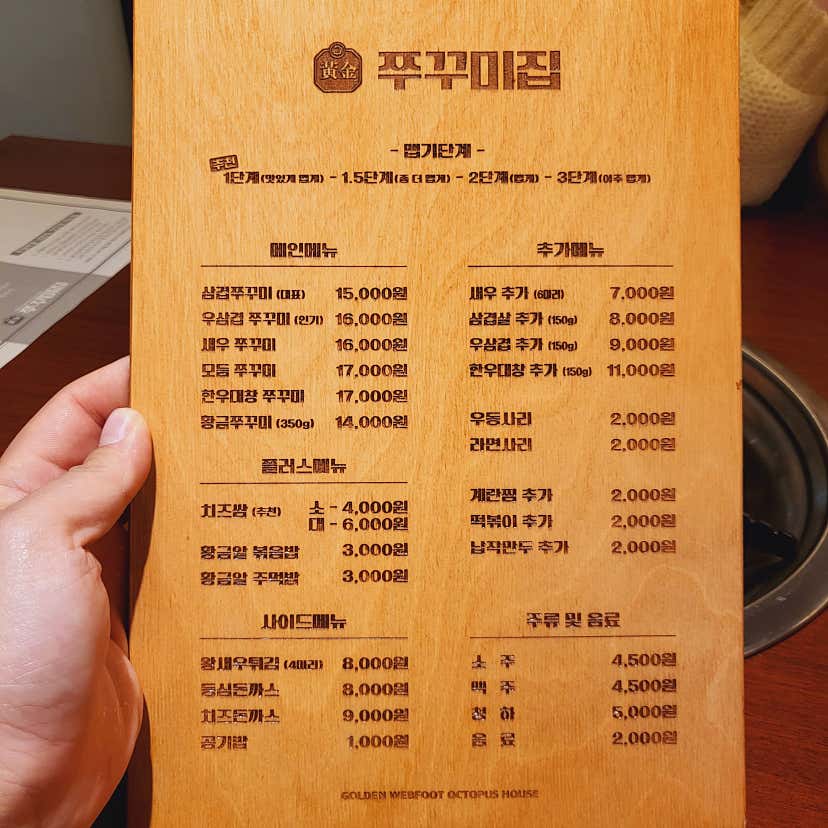 黃金 쭈꾸미집
- 맵기단계 -
추천
1단계(맛있게 맵게) - 1.5단계(좀 더 맵게) - 2단계(맵게) - 3단계(아주 맵게)
메인메뉴
삼겹쭈꾸미 (대표) 15,000원
우삼겹 쭈꾸미 (인기) 16,000원
새우 쭈꾸미 16,000원
모듬 쭈꾸미 17,000원
한우대창 쭈꾸미 17,000원
황금쭈꾸미 (350g) 14,000원
플러스메뉴
치즈쌈 (추천) 소 - 4,000원
대 - 6,000원
황금알 볶음밥 3,000원
황금알 주먹밥 3,000원
사이드메뉴
왕새우튀김 (4마리) 8,000원
등심돈까스 8,000원
치즈돈까스 9,000원
공기밥 1,000원
추가메뉴
새우 추가 (6마리) 7,000원
삼겹살 추가 (150g) 8,000원
우삼겹 추가 (150g) 9,000원
한우대창 추가 (150g) 11,000원
우동사리 2,000원
라면사리 2,000원
계란찜 추가 2,000원
떡볶이 추가 2,000원
납작만두 추가 2,000원
주류 및 음료
소 주 4,500원
맥 주 4,500원
청 하 5,000원
음 료 2,000원
GOLDEN WEBFOOT OCTOPUS HOUSE